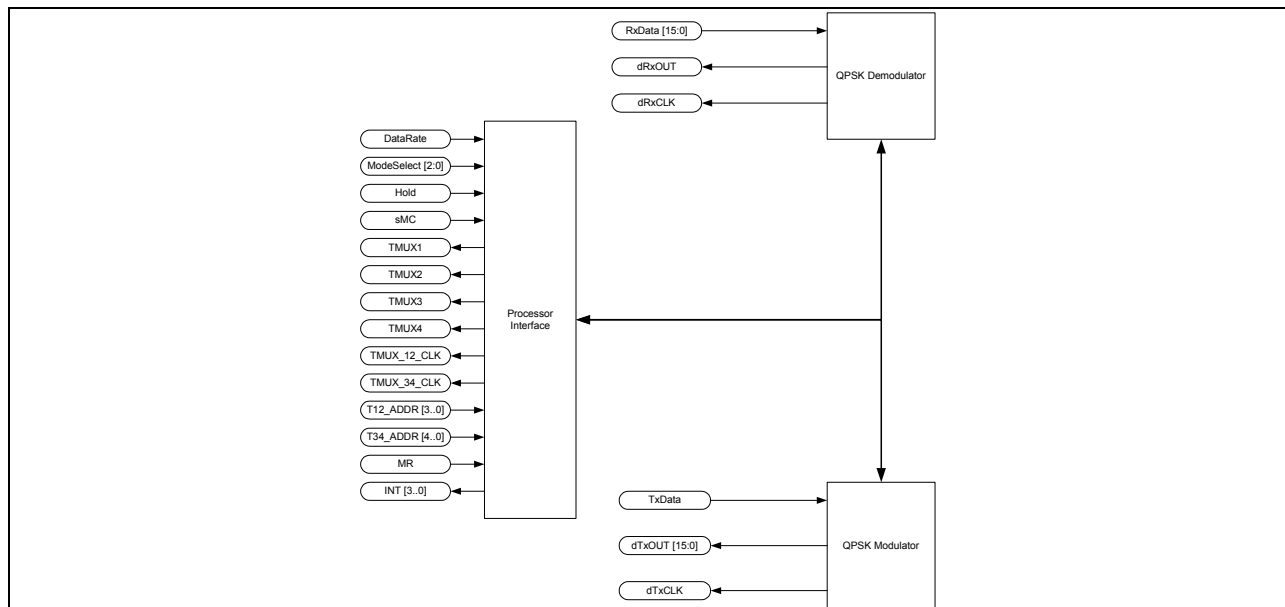 RxData [15:0]
dRxOUT
dRxCLK
QPSK Demodulator
DataRate
ModeSelect [2:0]
Hold
sMC
TMUX1
TMUX2
TMUX3
TMUX4
TMUX_12_CLK
TMUX_34_CLK
T12_ADDR [3..0]
T34_ADDR [4..0]
MR
INT [3..0]
Processor
Interface
TxData
dTxOUT [15:0]
dTxCLK
QPSK Modulator